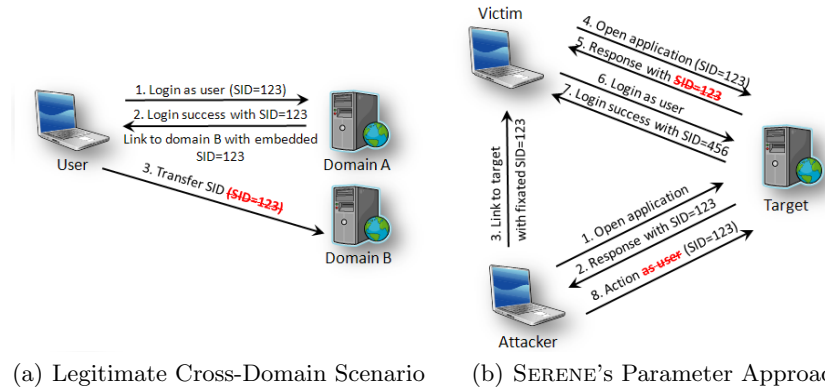 1. Login as user (SID=123)
2. Login success with SID=123
Link to domain B with embedded
SID=123
User
Domain A
3. Transfer SID (SID=123)
Domain B
(a) Legitimate Cross-Domain Scenario
Victim
4. Open application (SID=123)
5. Response with SID=123
6. Login as user
7. Login success with SID=456
3. Link to target
with fixated SID=123
Target
1. Open application
2. Response with SID=123
8. Action as user (SID=123)
Attacker
(b) SERENE's Parameter Approac